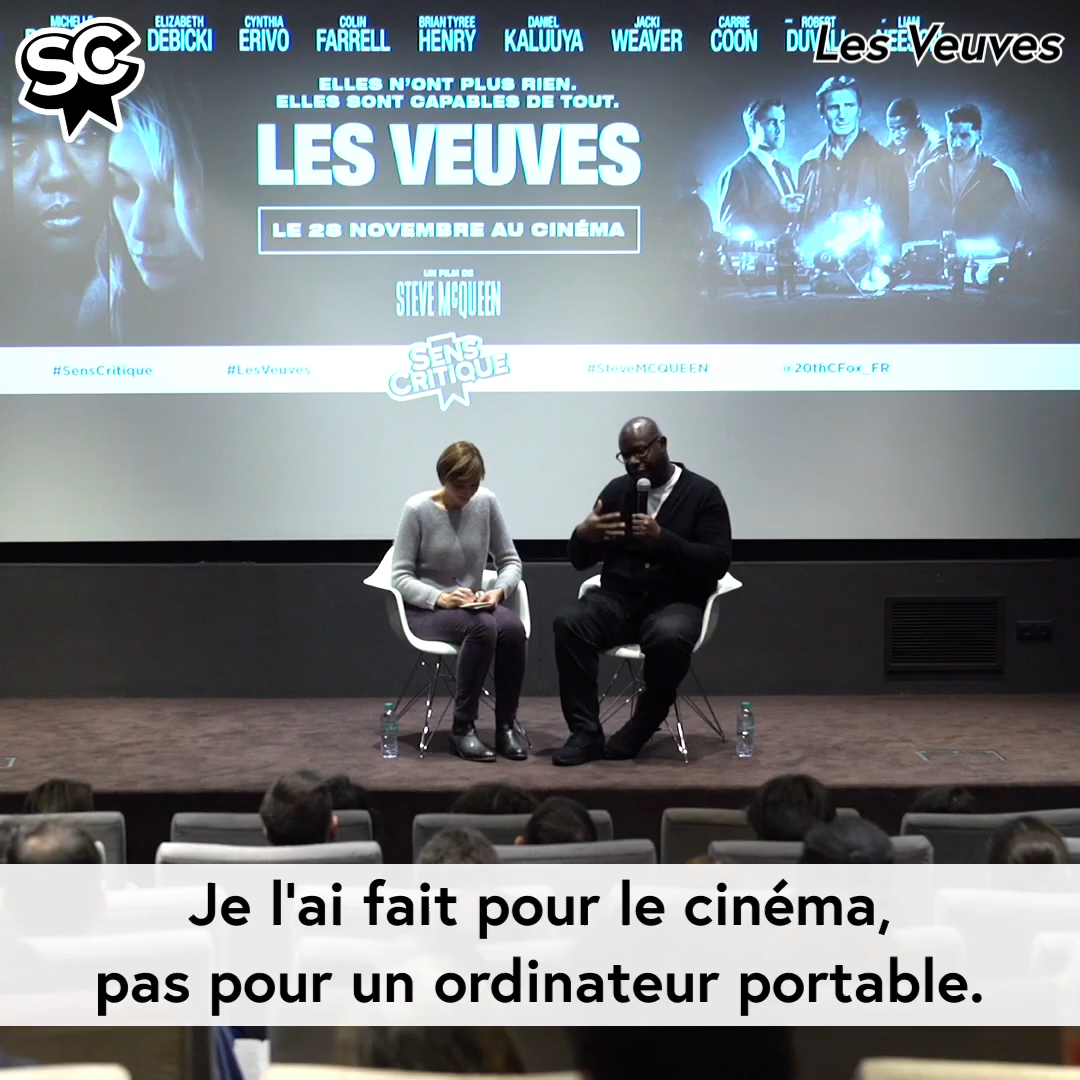 SC
Les Veuves
ELIZABETH DEBICKI
CYNTHIA ERIVO
COLIN FARRELL
BRIAN TYREE HENRY
DANIEL KALUUYA
JACKI WEAVER
CARRIE COON
ROBERT
ELLES N'ONT PLUS RIEN.
ELLES SONT CAPABLES DE TOUT.
LES VEUVES
LE 28 NOVEMBRE AU CINÉMA
UN FILM DE
STEVE McQUEEN
#SensCritique
#LesVeuves
SENS
CRITIQUE
#SteveMCQUEEN
@20thCFox_FR
Je l'ai fait pour le cinéma,
pas pour un ordinateur portable.